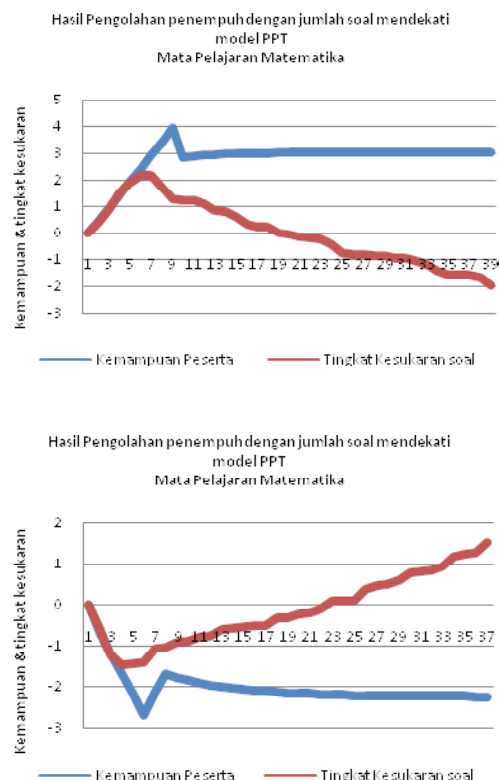 Hasil Pengolahan penempuh dengan jumlah soal mendekati
model PPT
Mata Pelajaran Matematika
Kemampuan & tingkat kesukaran
5
4
3
2
1
0
-1
-2
-3
1 3 5 7 9 11 13 15 17 19 21 23 25 27 29 31 33 35 37 39
Kemampuan Peserta Tingkat Kesukaran soal
Hasil Pengolahan penempuh dengan jumlah soal mendekati
model PPT
Mata Pelajaran Matematika
Kemampuan & tingkat kesukaran
2
1
0
-1
-2
-3
1 3 5 7 9 11 13 15 17 19 21 23 25 27 29 31 33 35 37
Kemampuan Peserta Tingkat Kesukaran soal